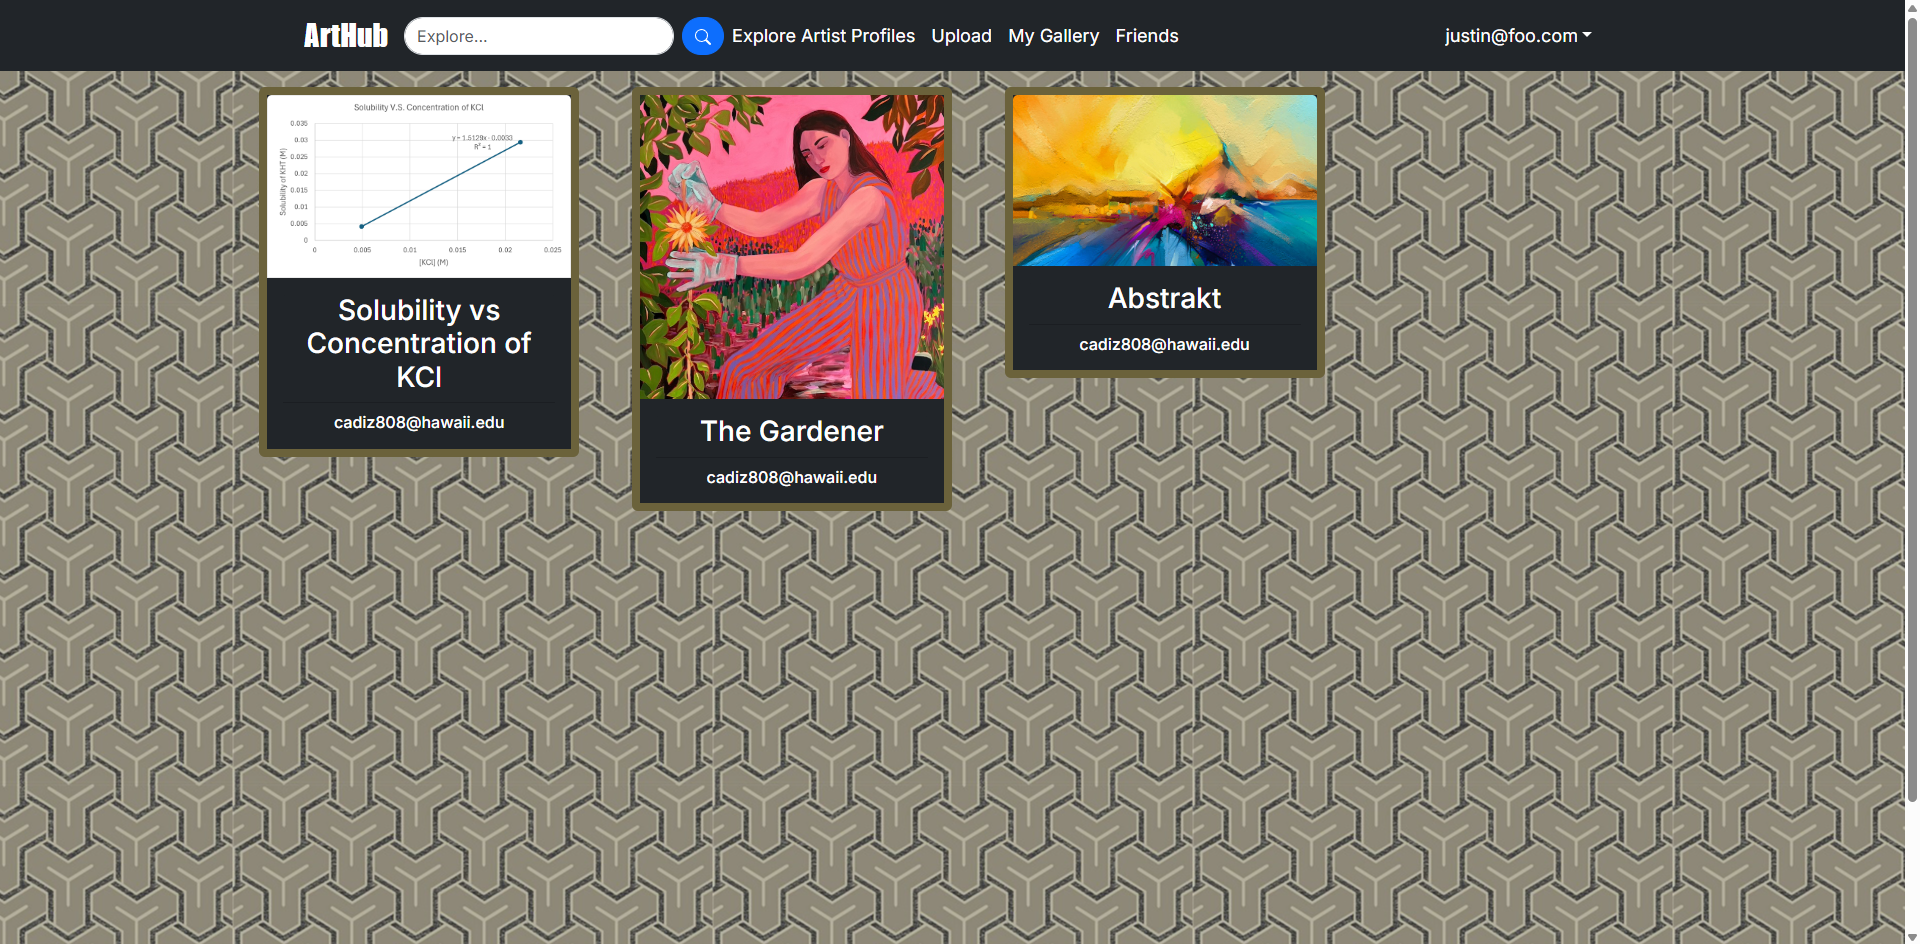 ArtHub
Explore...
Explore Artist Profiles
Upload
My Gallery
Friends
justin@foo.com
Solubility V.S. Concentration of KCl
0.035
0.03
0.025
0.02
0.015
0.01
0.005
0
Solubility of KHT (M)
y = 1.5129x - 0.0033
R² = 1
0
0.005
0.01
0.015
0.02
0.025
[KCl] (M)
Solubility vs
Concentration of
KCl
cadiz808@hawaii.edu
The Gardener
cadiz808@hawaii.edu
Abstrakt
cadiz808@hawaii.edu